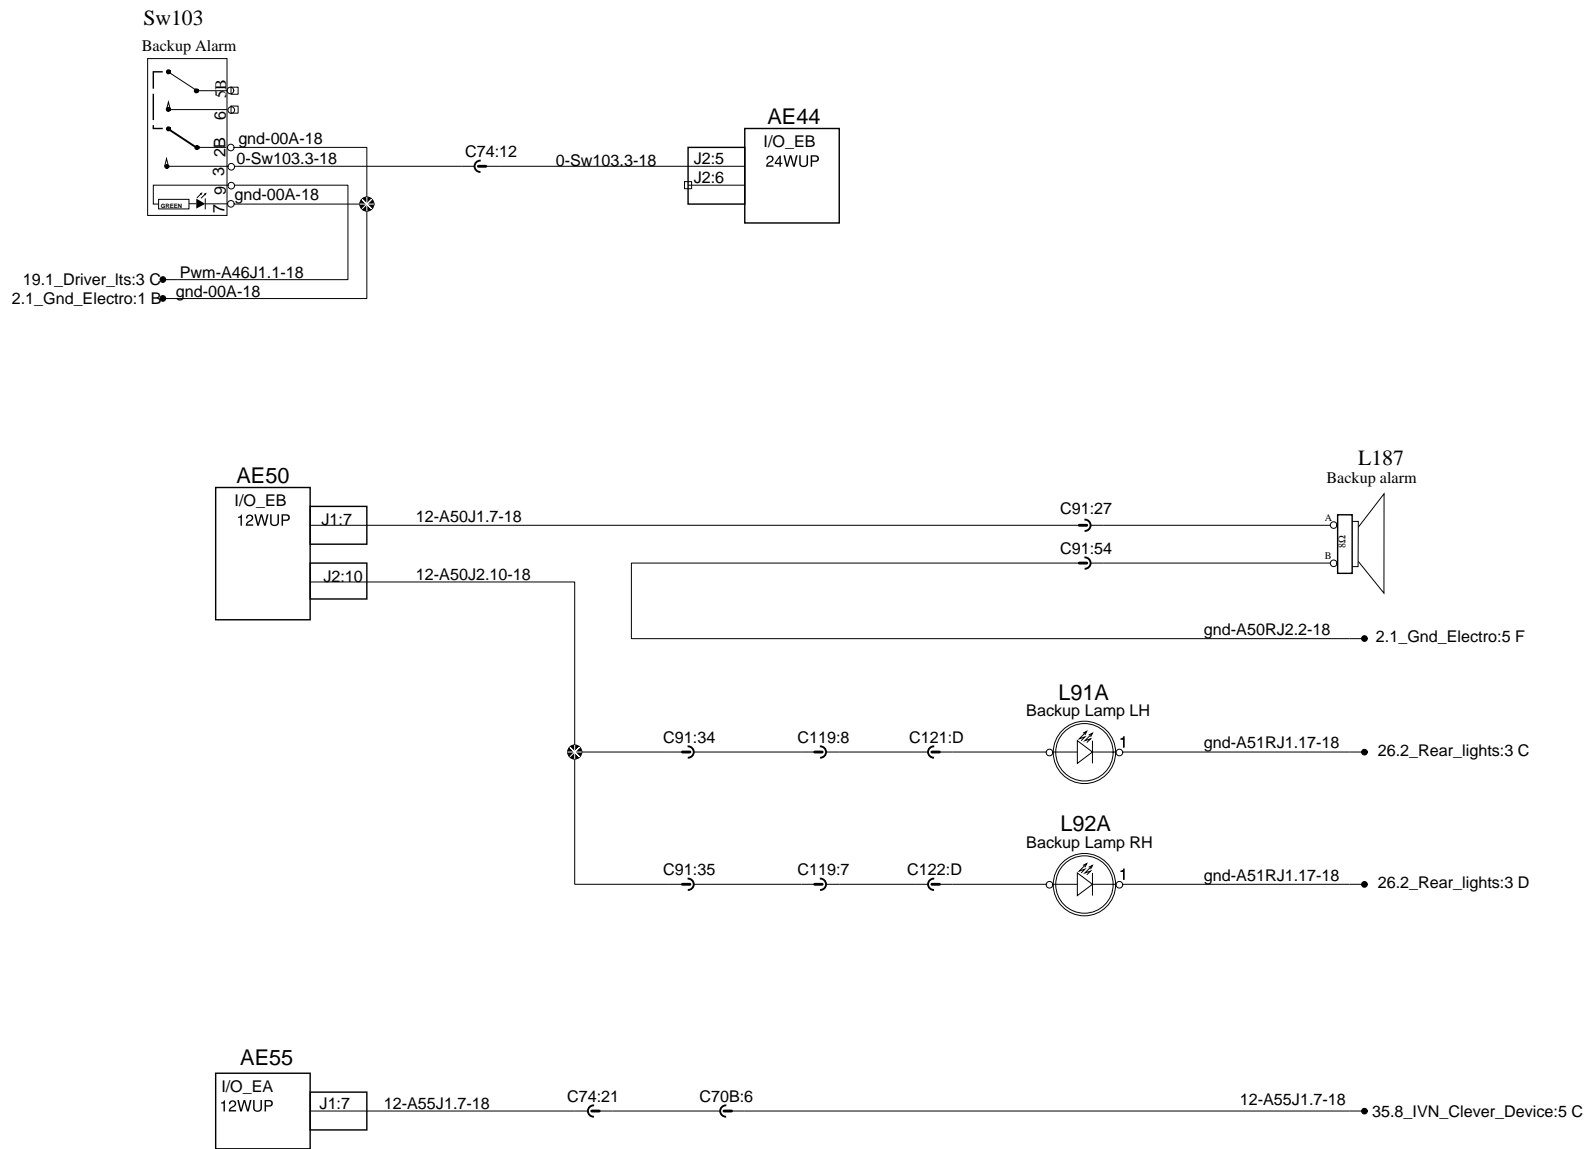 Sw103
Backup Alarm
5B
6
2B
3
9
7
GREEN
gnd-00A-18
0-Sw103.3-18
C74:12
0-Sw103.3-18
gnd-00A-18
AE44
I/O_EB
24WUP
J2:5
J2:6
19.1_Driver_lts:3 C
Pwm-A46J1.1-18
2.1_Gnd_Electro:1 B
gnd-00A-18
AE50
I/O_EB
12WUP
J1:7
12-A50J1.7-18
C91:27
L187
Backup alarm
A
8Ω
B
J2:10
12-A50J2.10-18
C91:54
gnd-A50RJ2.2-18
2.1_Gnd_Electro:5 F
L91A
Backup Lamp LH
C91:34
C119:8
C121:D
1
gnd-A51RJ1.17-18
26.2_Rear_lights:3 C
L92A
Backup Lamp RH
C91:35
C119:7
C122:D
1
gnd-A51RJ1.17-18
26.2_Rear_lights:3 D
AE55
I/O_EA
12WUP
J1:7
12-A55J1.7-18
C74:21
C70B:6
12-A55J1.7-18
35.8_IVN_Clever_Device:5 C